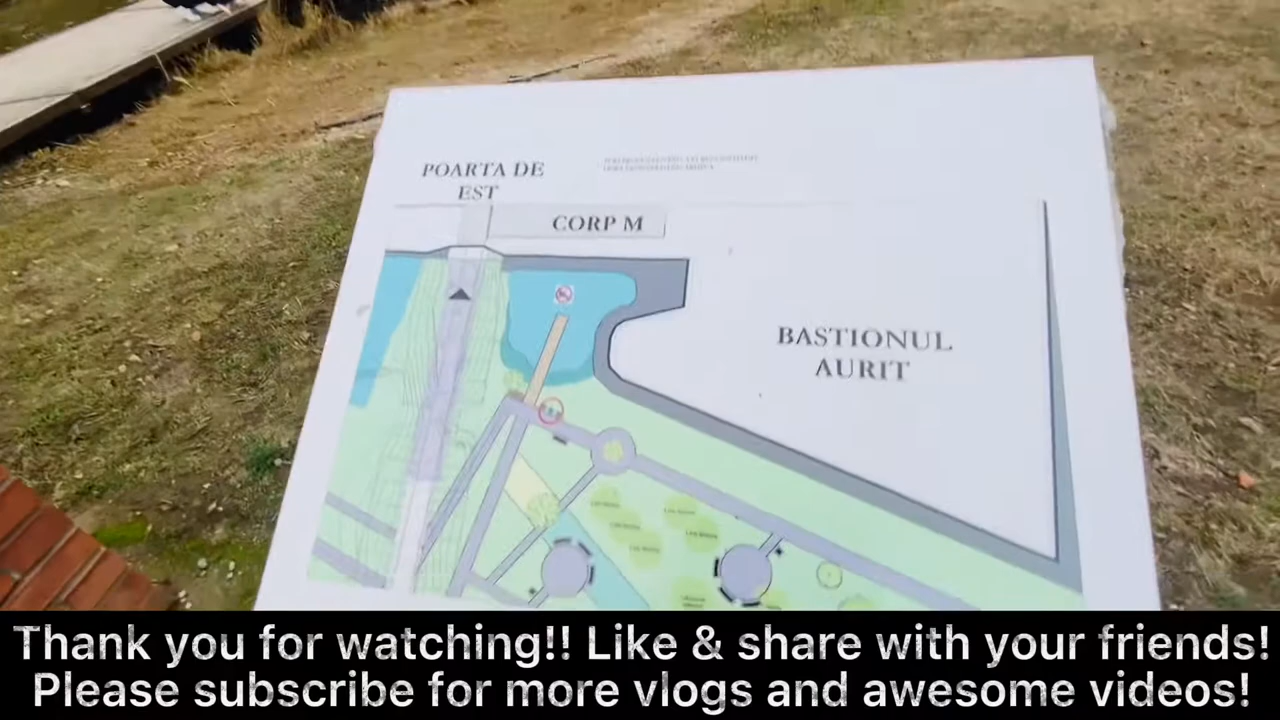 POARTA DE
EST
CORP M
BASTIONUL
AURIT
Thank you for watching!! Like & share with your friends!
Please subscribe for more vlogs and awesome videos!